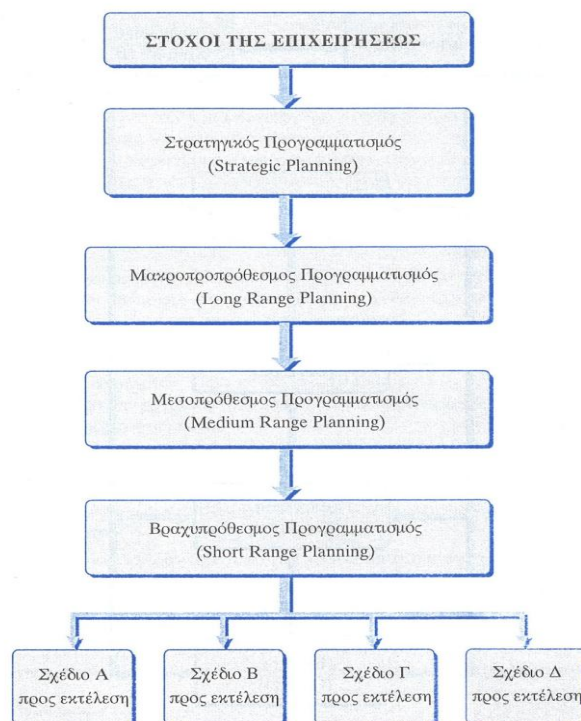 ΣΤΟΧΟΙ ΤΗΣ ΕΠΙΧΕΙΡΗΣΕΩΣ
Στρατηγικός Προγραμματισμός
(Strategic Planning)
Μακροπροπρόθεσμος Προγραμματισμός
(Long Range Planning)
Μεσοπρόθεσμος Προγραμματισμός
(Medium Range Planning)
Βραχυπρόθεσμος Προγραμματισμός
(Short Range Planning)
Σχέδιο Α
προς εκτέλεση
Σχέδιο Β
προς εκτέλεση
Σχέδιο Γ
προς εκτέλεση
Σχέδιο Δ
προς εκτέλεση